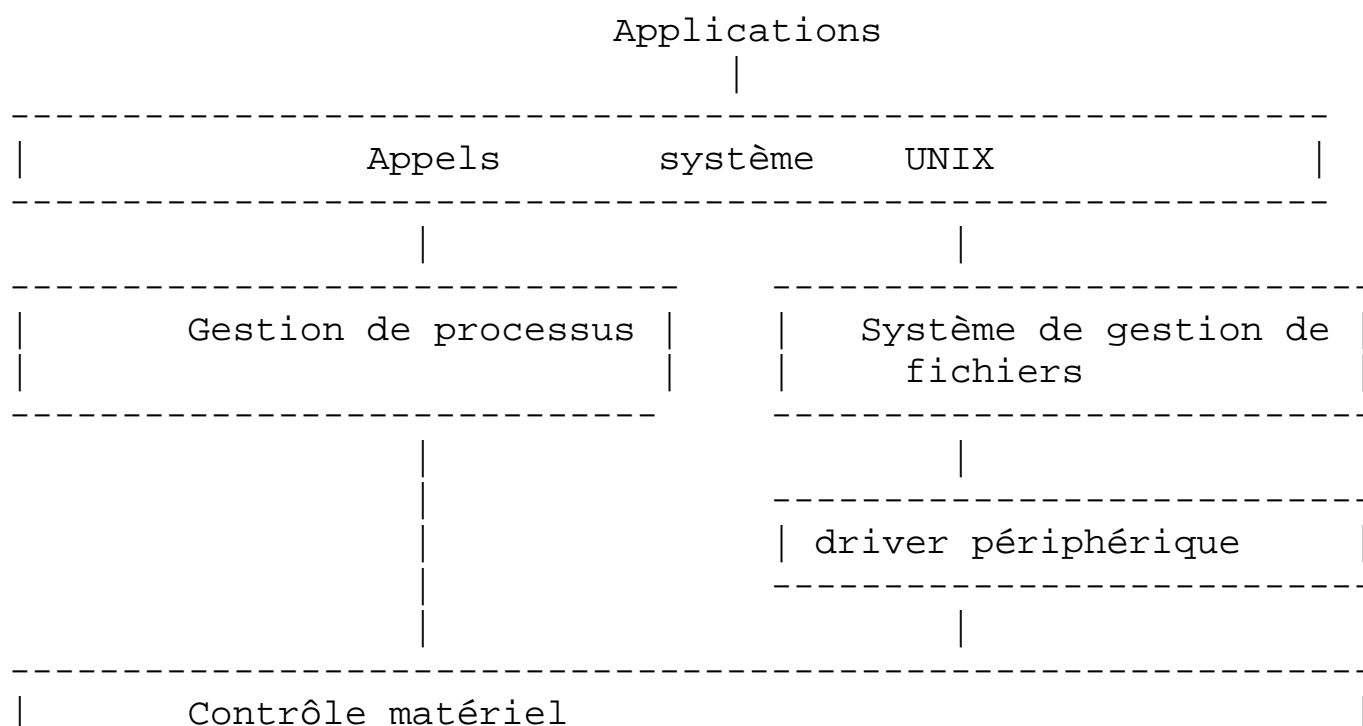 Applications
Appels système UNIX
Gestion de processus
Système de gestion de
fichiers
driver périphérique
Contrôle matériel